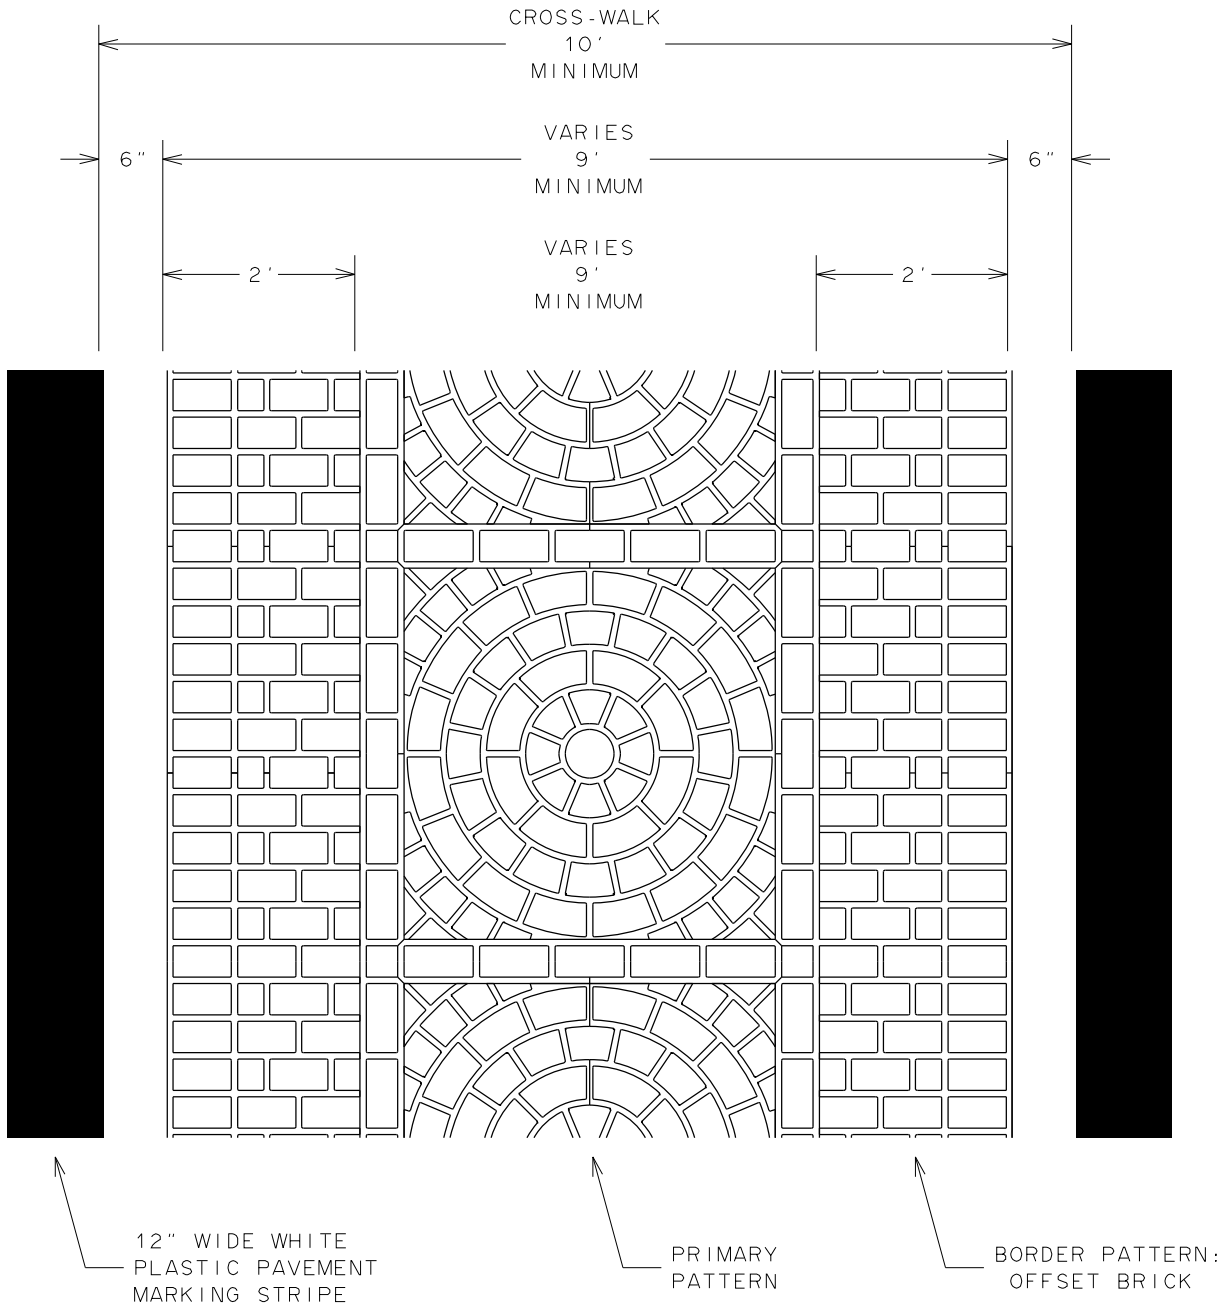 CROSS-WALK
10'
MINIMUM
VARIES
6" 9' 6"
MINIMUM
VARIES
2' 9' 2'
MINIMUM
12" WIDE WHITE
PLASTIC PAVEMENT
MARKING STRIPE
PRIMARY
PATTERN
BORDER PATTERN:
OFFSET BRICK